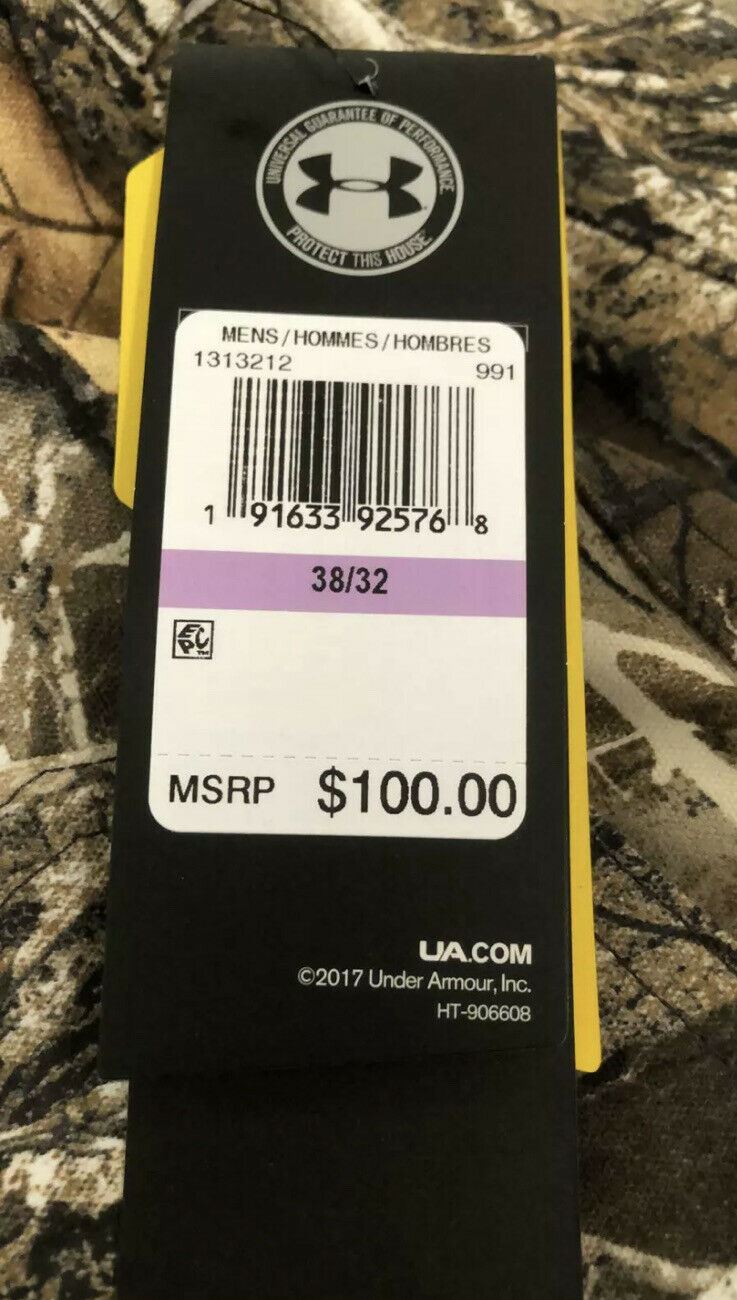 UNIVERSAL GUARANTEE OF PERFORMANCE
PROTECT THIS HOUSE
MENS/HOMMES/HOMBRES
1313212 991
1 91633 92576 8
38/32
EPC™
MSRP $100.00
UA.COM
©2017 Under Armour, Inc.
HT-906608